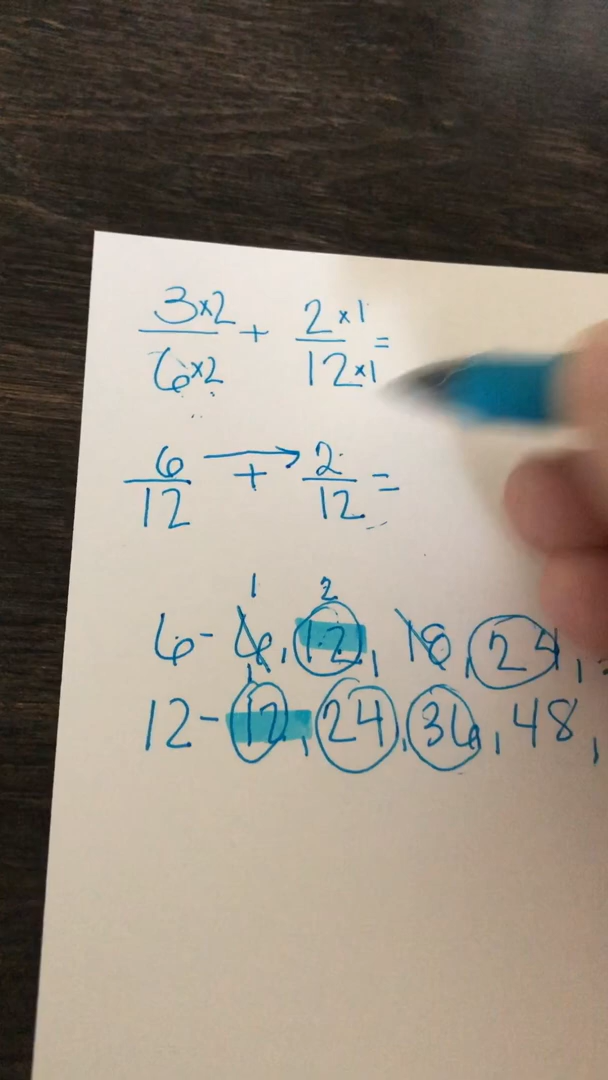 3×2/6×2 + 2×1/12×1 =
6/12 + 2/12 =
1 2
6- 6, 12, 18, 24,
12- 12, 24, 36, 48,